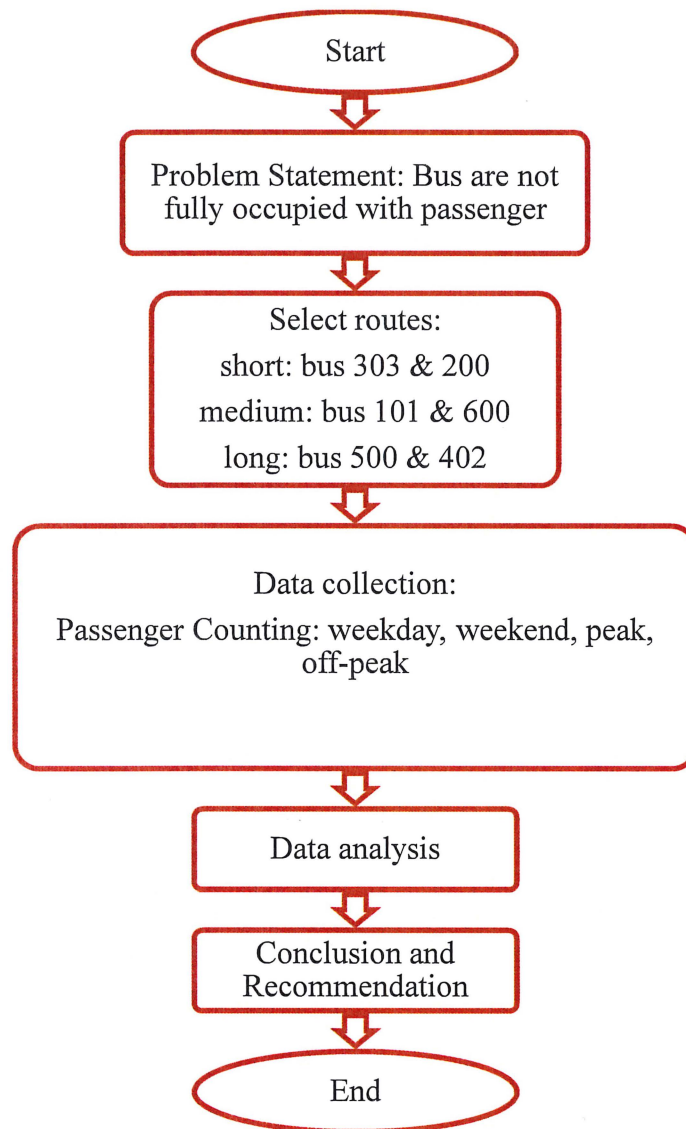 Start
Problem Statement: Bus are not
fully occupied with passenger
Select routes:
short: bus 303 & 200
medium: bus 101 & 600
long: bus 500 & 402
Data collection:
Passenger Counting: weekday, weekend, peak,
off-peak
Data analysis
Conclusion and
Recommendation
End